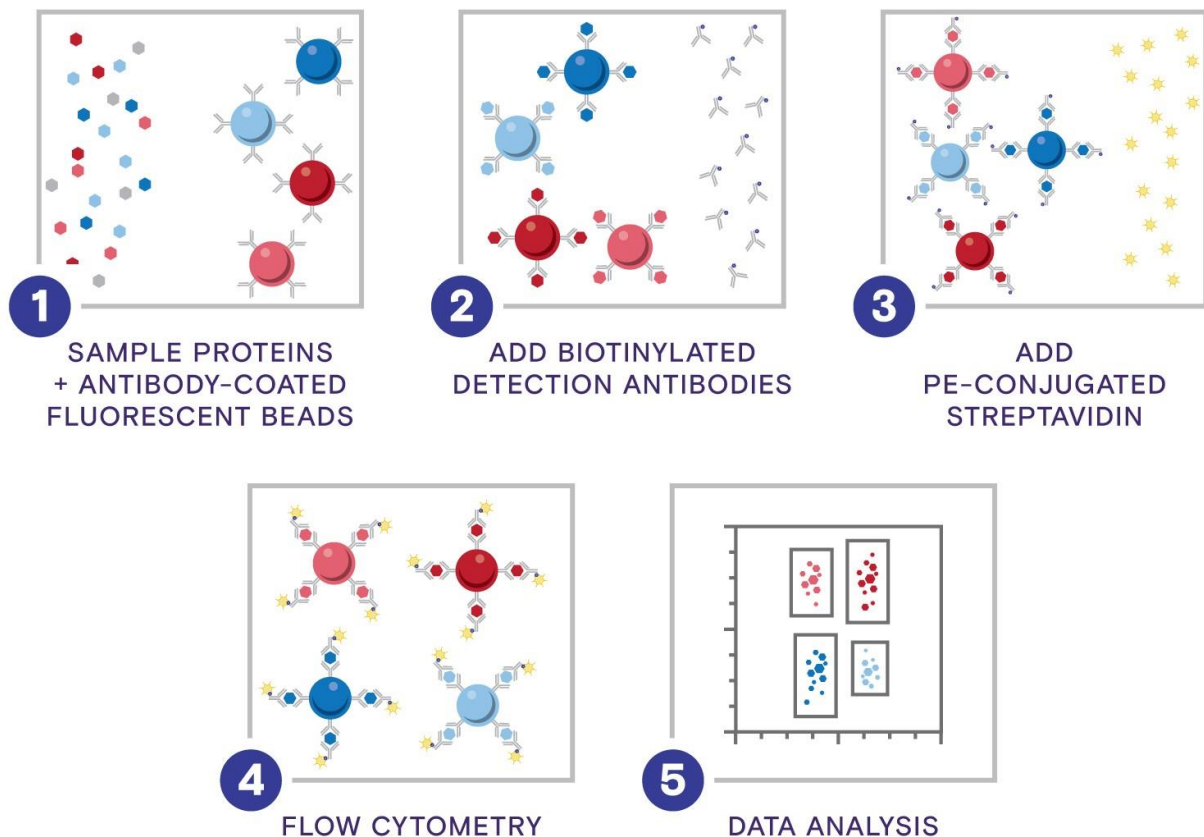 1
SAMPLE PROTEINS
+ ANTIBODY-COATED
FLUORESCENT BEADS
2
ADD BIOTINYLATED
DETECTION ANTIBODIES
3
ADD
PE-CONJUGATED
STREPTAVIDIN
4
FLOW CYTOMETRY
5
DATA ANALYSIS